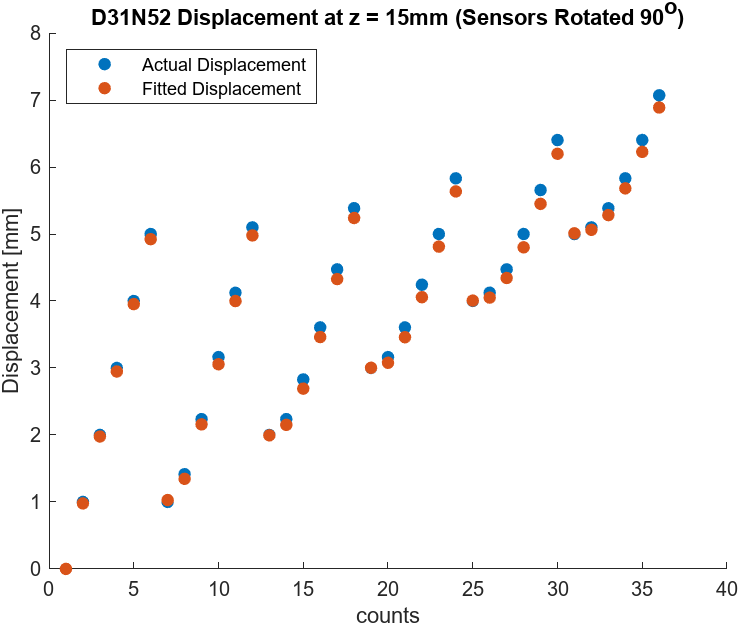 D31N52 Displacement at z = 15mm (Sensors Rotated 90º)
8
7
6
5
4
3
2
1
0
Displacement [mm]
Actual Displacement
Fitted Displacement
0 5 10 15 20 25 30 35 40
counts